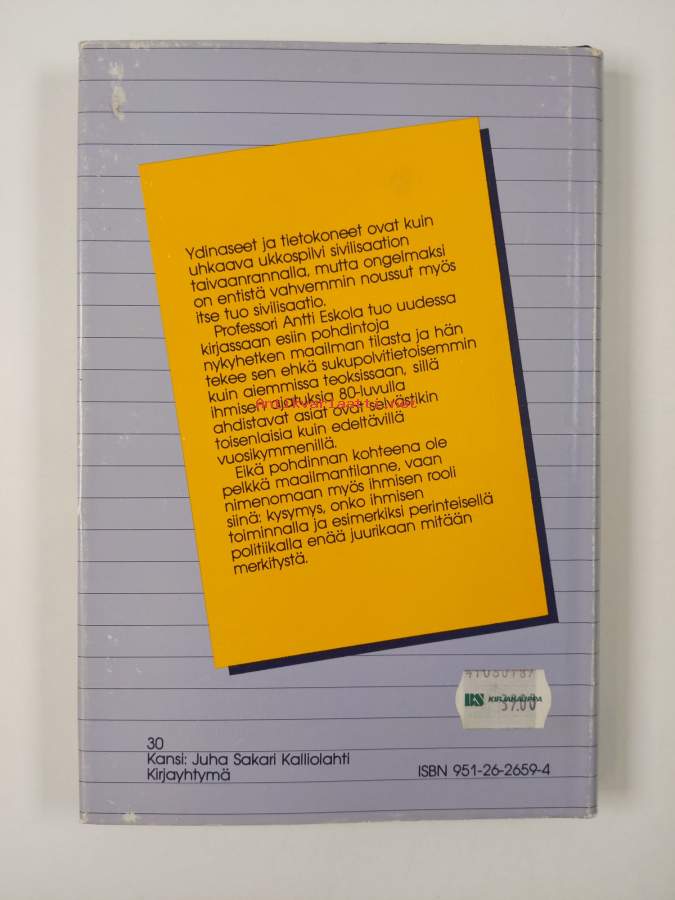 Ydinaseet ja tietokoneet ovat kuin
uhkaava ukkospilvi sivilisaation
taivaanrannalla, mutta ongelmaksi
on entistä vahvemmin noussut myös
itse tuo sivilisaatio.
Professori Antti Eskola tuo uudessa
kirjassaan esiin pohdintoja
nykyhetken maailman tilasta ja hän
tekee sen ehkä sukupolvitietoisemmin
kuin aiemmissa teoksissaan, sillä
ihmisen ajatuksia 80-luvulla
ahdistavat asiat ovat selvästikin
toisenlaisia kuin edeltävillä
vuosikymmenillä.
Eikä pohdinnan kohteena ole
pelkkä maailmantilanne, vaan
nimenomaan myös ihmisen rooli
siinä; kysymys, onko ihmisen
toiminnalla ja esimerkiksi perinteisellä
politiikalla enää juurikaan mitään
merkitystä.
Antikvariaatti.net
KIRJAKAUPPA
59.00
30
Kansi: Juha Sakari Kalliolahti
Kirjayhtymä
ISBN 951-26-2659-4